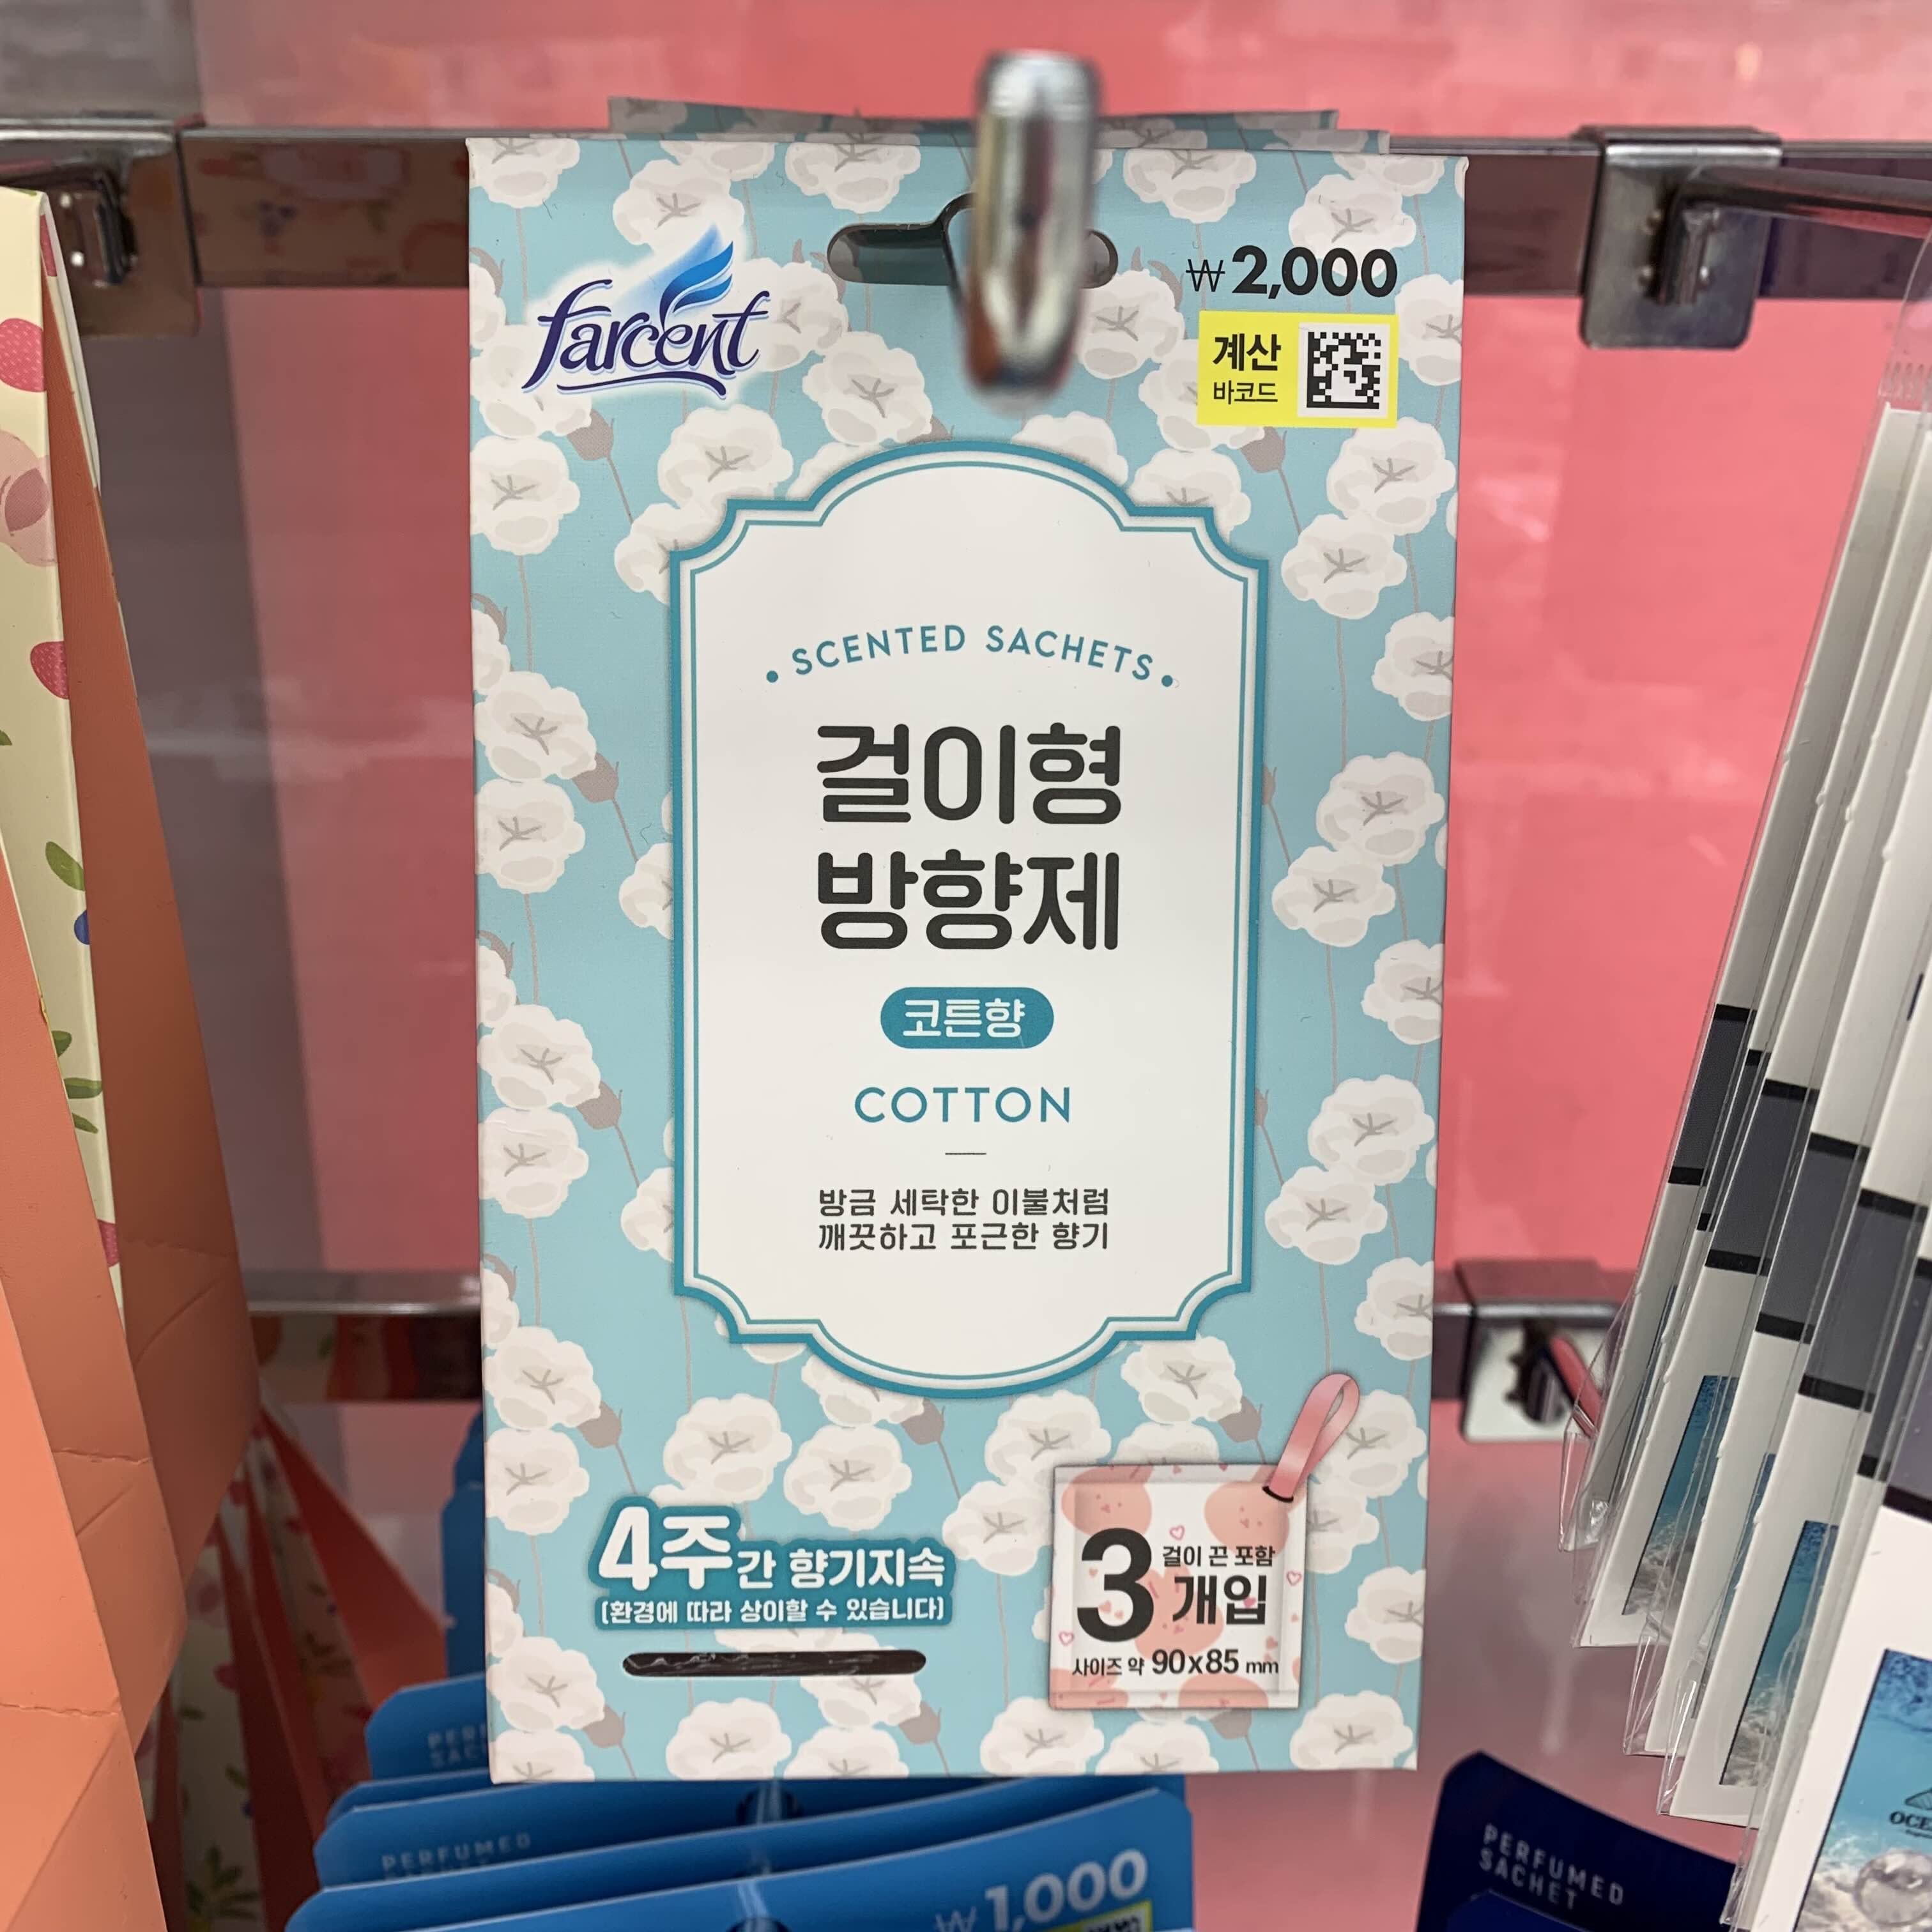 farcent
₩2,000
계산
바코드
SCENTED SACHETS
걸이형
방향제
코튼향
COTTON
방금 세탁한 이불처럼
깨끗하고 포근한 향기
4주간 향기지속
(환경에 따라 상이할 수 있습니다)
3
걸이 끈 포함
개입
사이즈 약 90x85 mm
PERFUMED
₩1,000
PERFUMED
SACHET